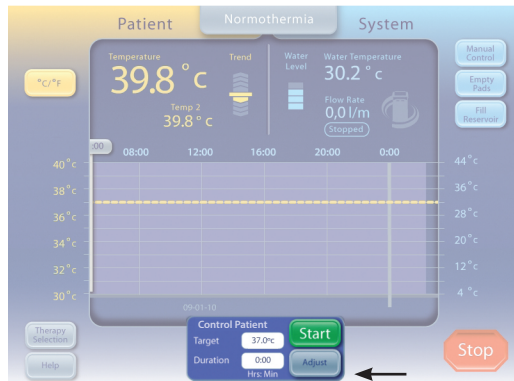 Patient
Normothermia
System
°C/°F
Temperature
39.8 °c
Trend
Temp 2
39.8 ° c
Water Level
Water Temperature
30.2 ° c
Flow Rate
0,0 l/m
Stopped
Manual Control
Empty Pads
Fill Reservoir
:00
08:00 12:00 16:00 20:00 0:00
40°c
38°c
36°c
34°c
32°c
30°c
44°c
36°c
28°c
20°c
12°c
4 °c
09-01-10
Therapy Selection
Help
Control Patient
Target 37.0ºc
Start
Duration 0:00
Hrs: Min
Adjust
Stop